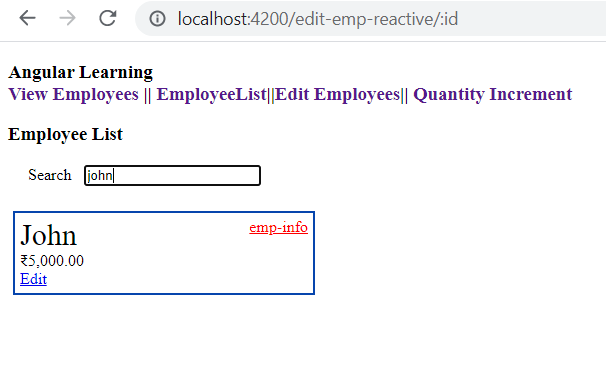 localhost:4200/edit-emp-reactive/:id
Angular Learning
View Employees || EmployeeList||Edit Employees|| Quantity Increment
Employee List
Search john
John emp-info
₹5,000.00
Edit